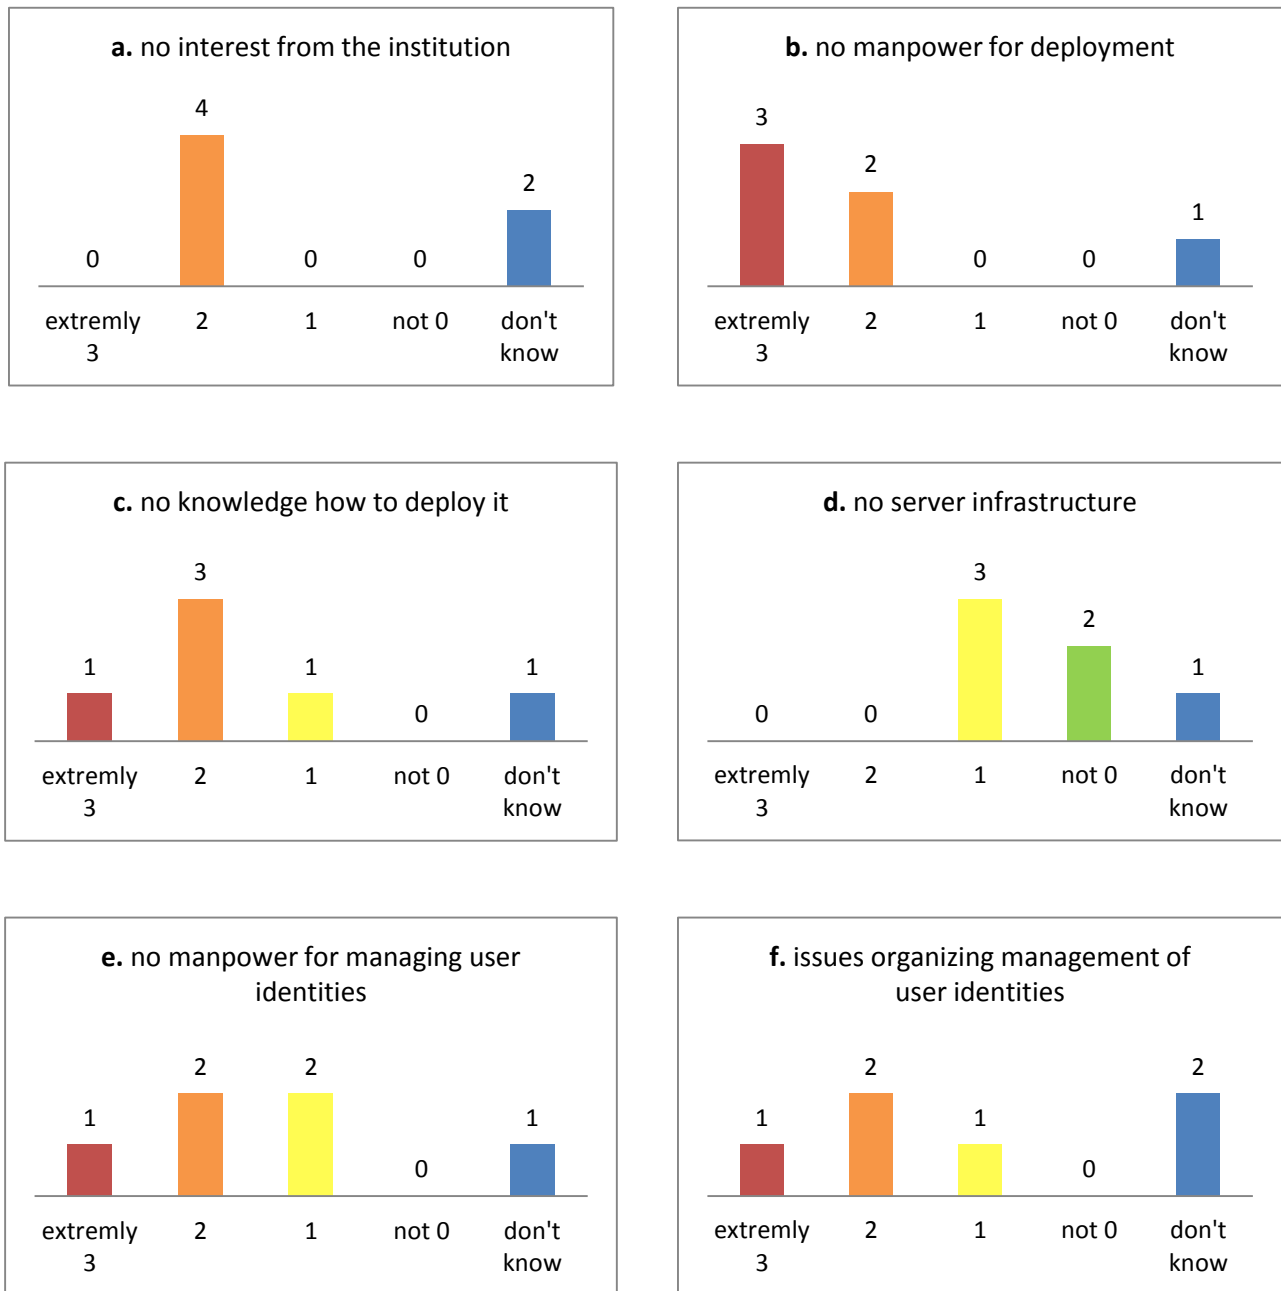 a. no interest from the institution
4
2
0
0
0
extremly
3
2
1
not 0
don't
know
b. no manpower for deployment
3
2
1
0
0
extremly
3
2
1
not 0
don't
know
c. no knowledge how to deploy it
3
1
1
1
0
extremly
3
2
1
not 0
don't
know
d. no server infrastructure
3
2
1
0
0
extremly
3
2
1
not 0
don't
know
e. no manpower for managing user
identities
2
2
1
1
0
extremly
3
2
1
not 0
don't
know
f. issues organizing management of
user identities
2
2
1
1
0
extremly
3
2
1
not 0
don't
know